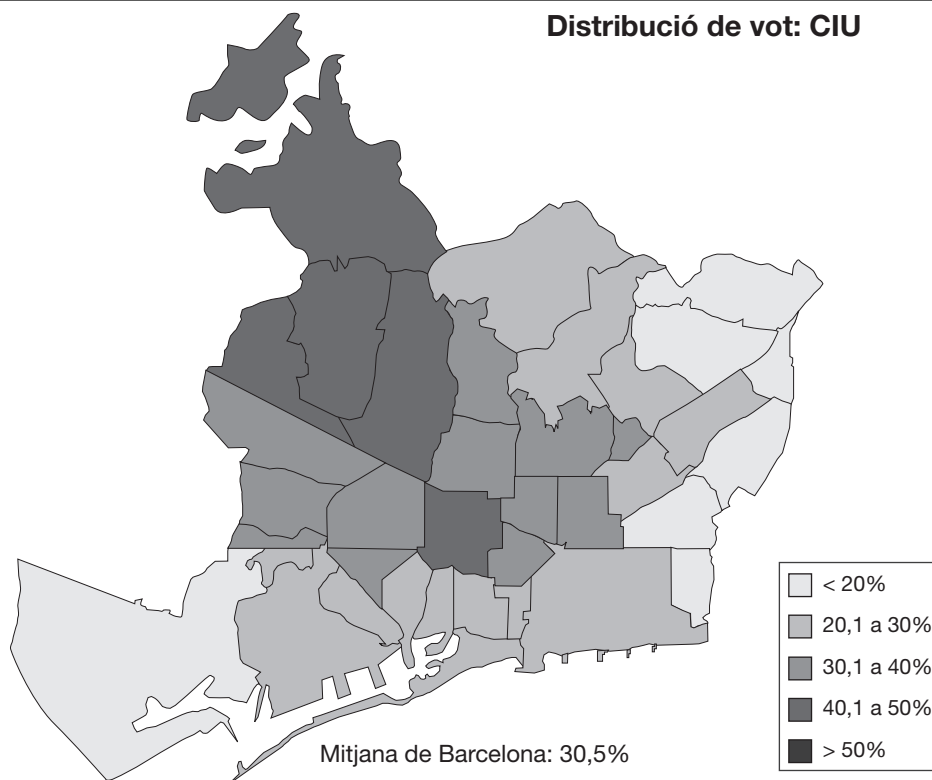 Distribució de vot: CIU
< 20%
20,1 a 30%
30,1 a 40%
40,1 a 50%
> 50%
Mitjana de Barcelona: 30,5%